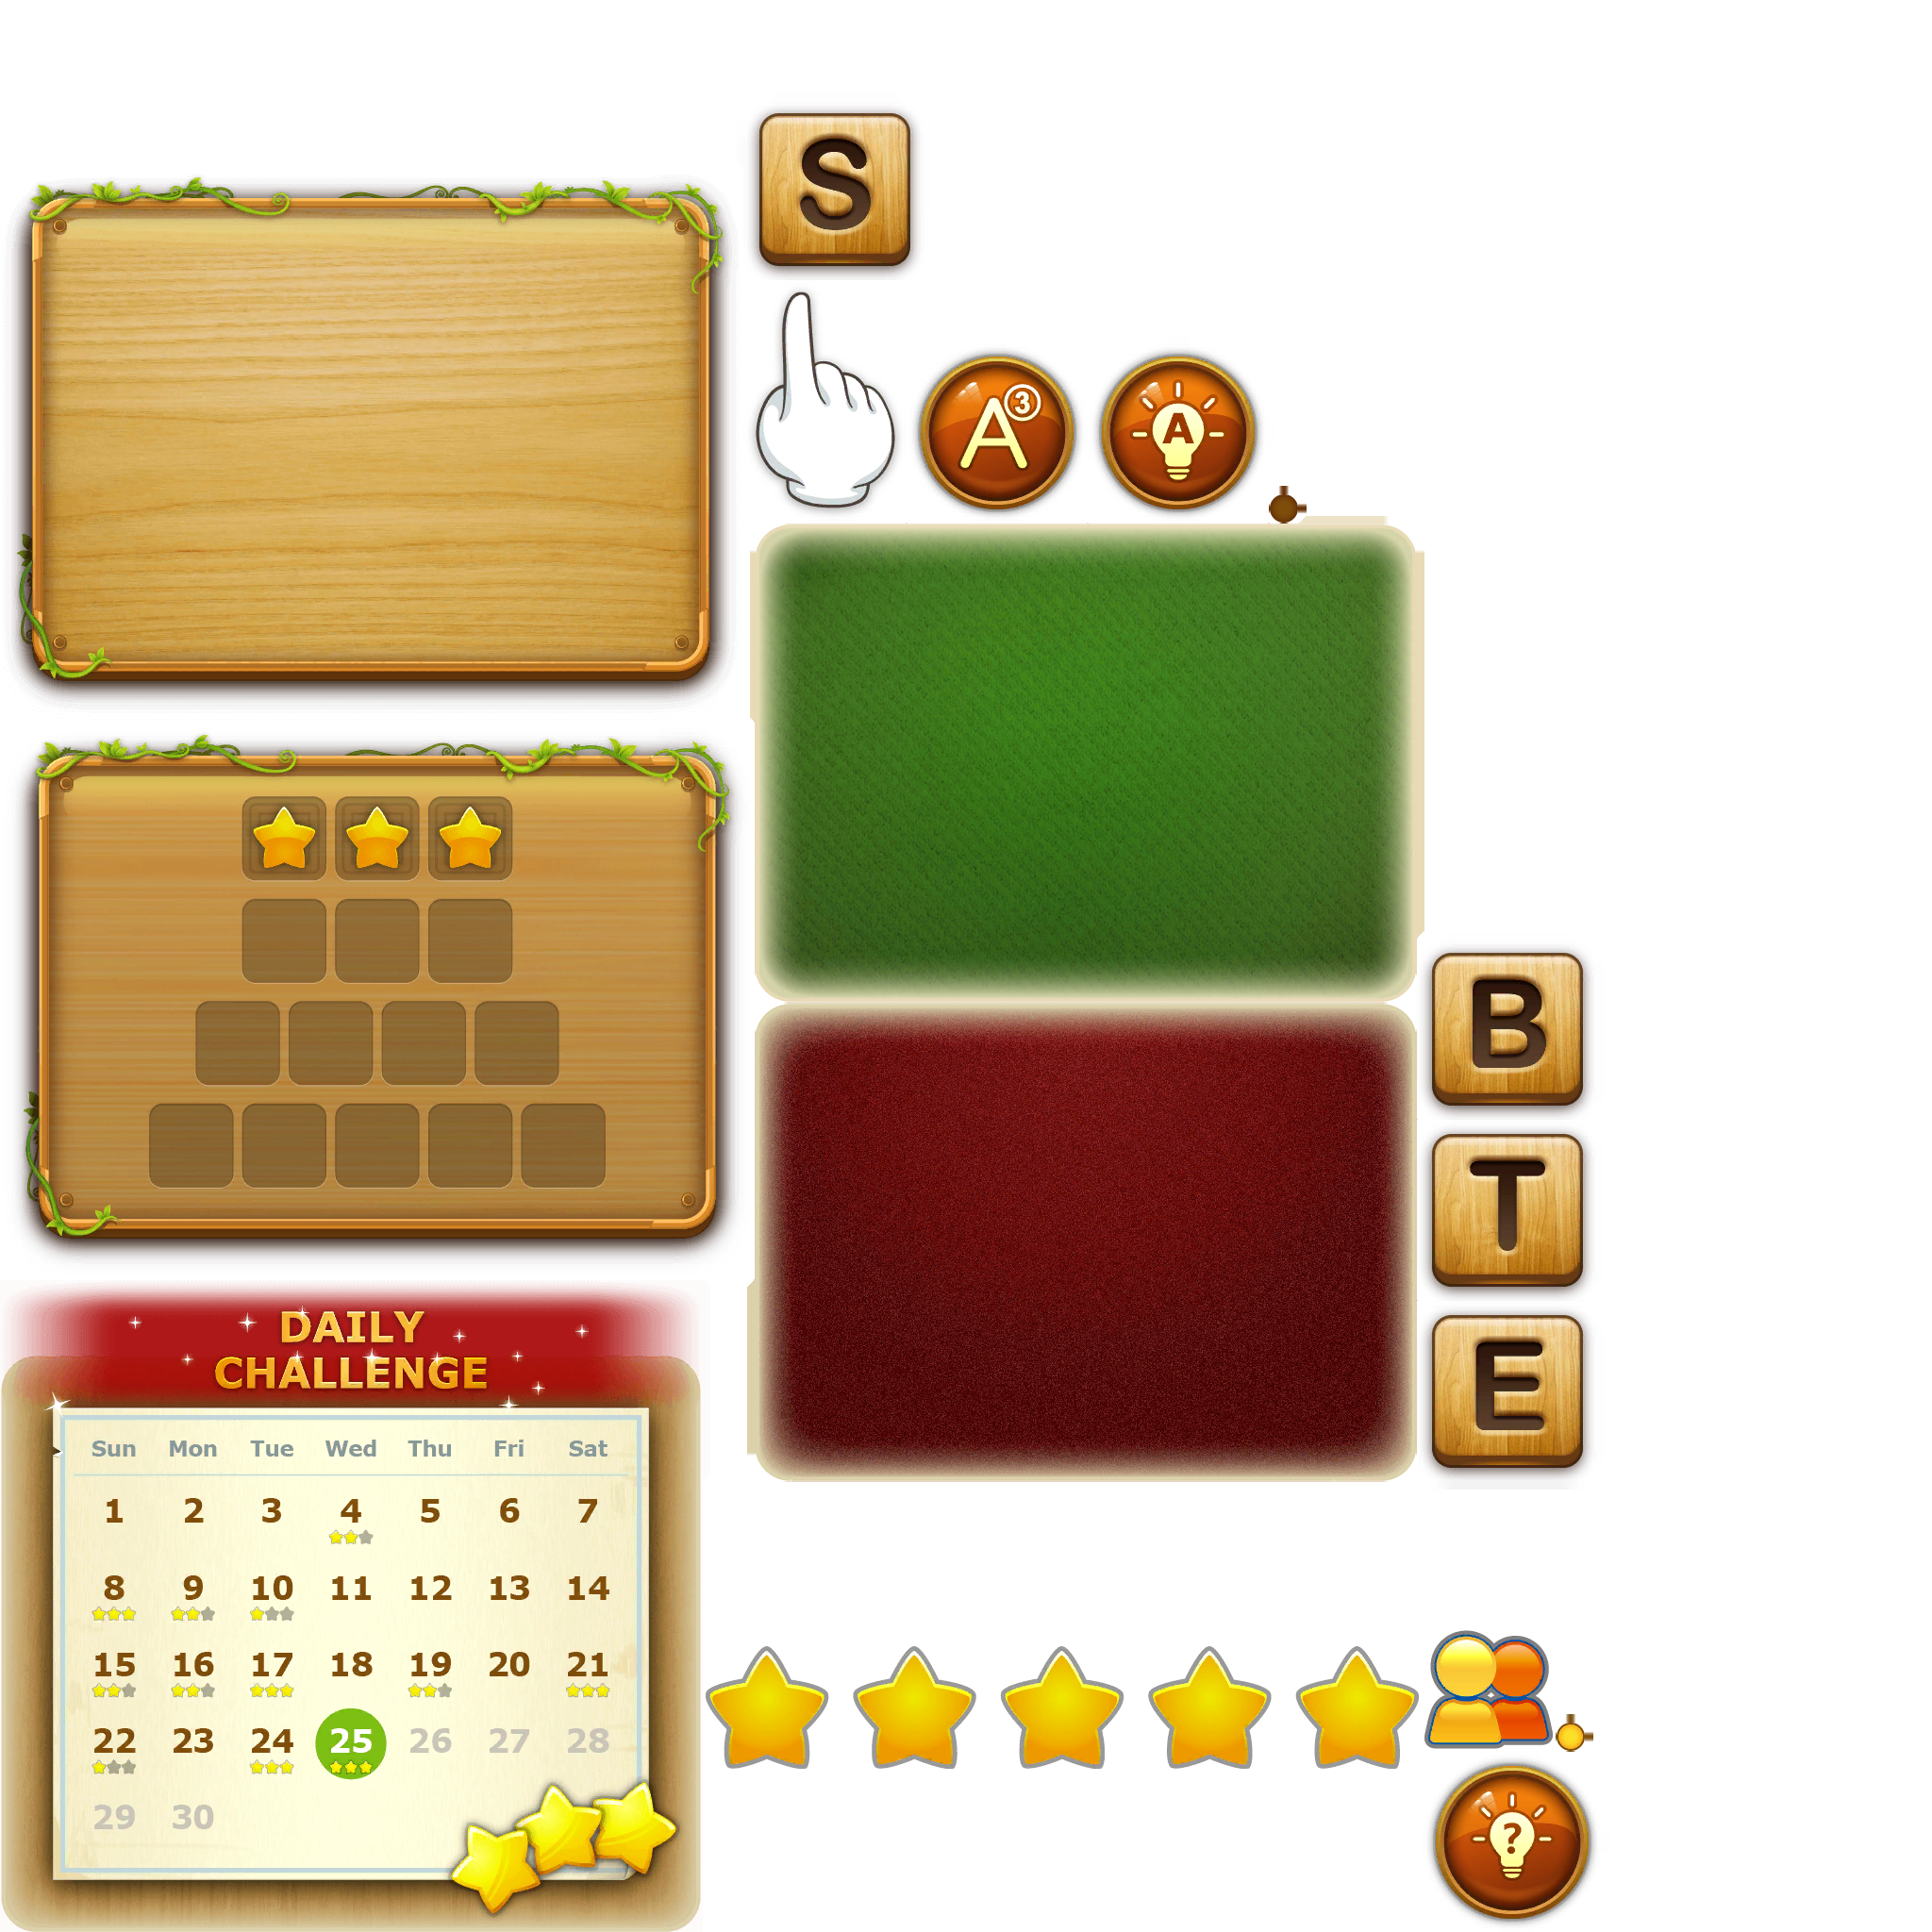 S
A 3
A
B
T
E
DAILY
CHALLENGE
Sun Mon Tue Wed Thu Fri Sat
1 2 3 4 5 6 7
8 9 10 11 12 13 14
15 16 17 18 19 20 21
22 23 24 25 26 27 28
29 30
?